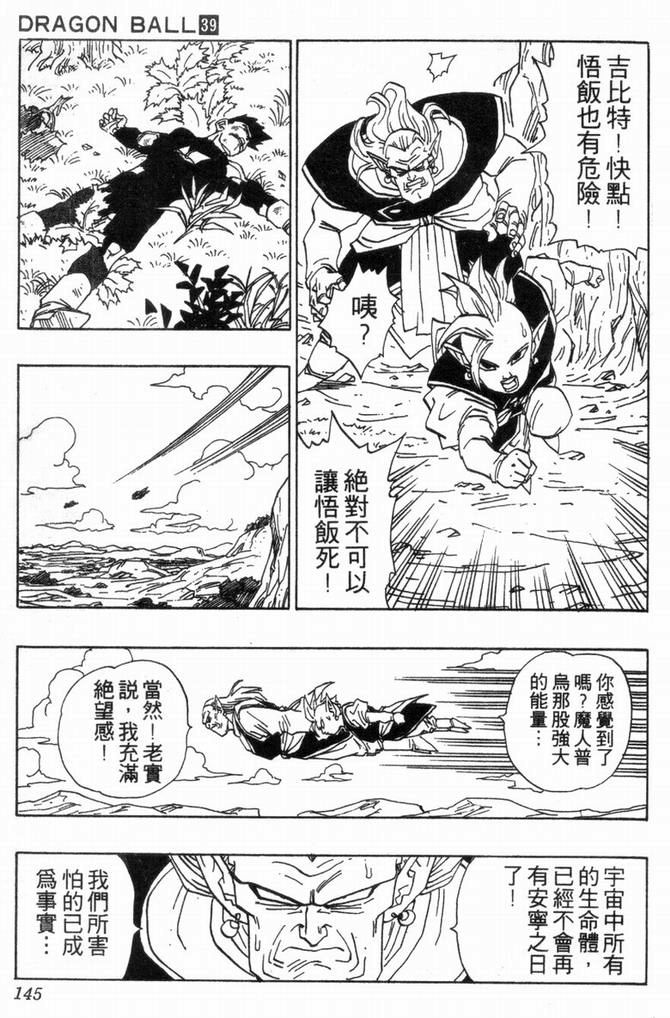 DRAGON BALL 39
吉比特！快點！
悟飯也有危險！
咦？
絕對不可以
讓悟飯死！
你感覺到了
嗎？魔人普
烏那股強大
的能量…
當然！老實
說，我充滿
絕望感！
宇宙中所有
的生命體，
已經不會再
有安寧之日
了！
我們所害
怕的已成
爲事實…
145